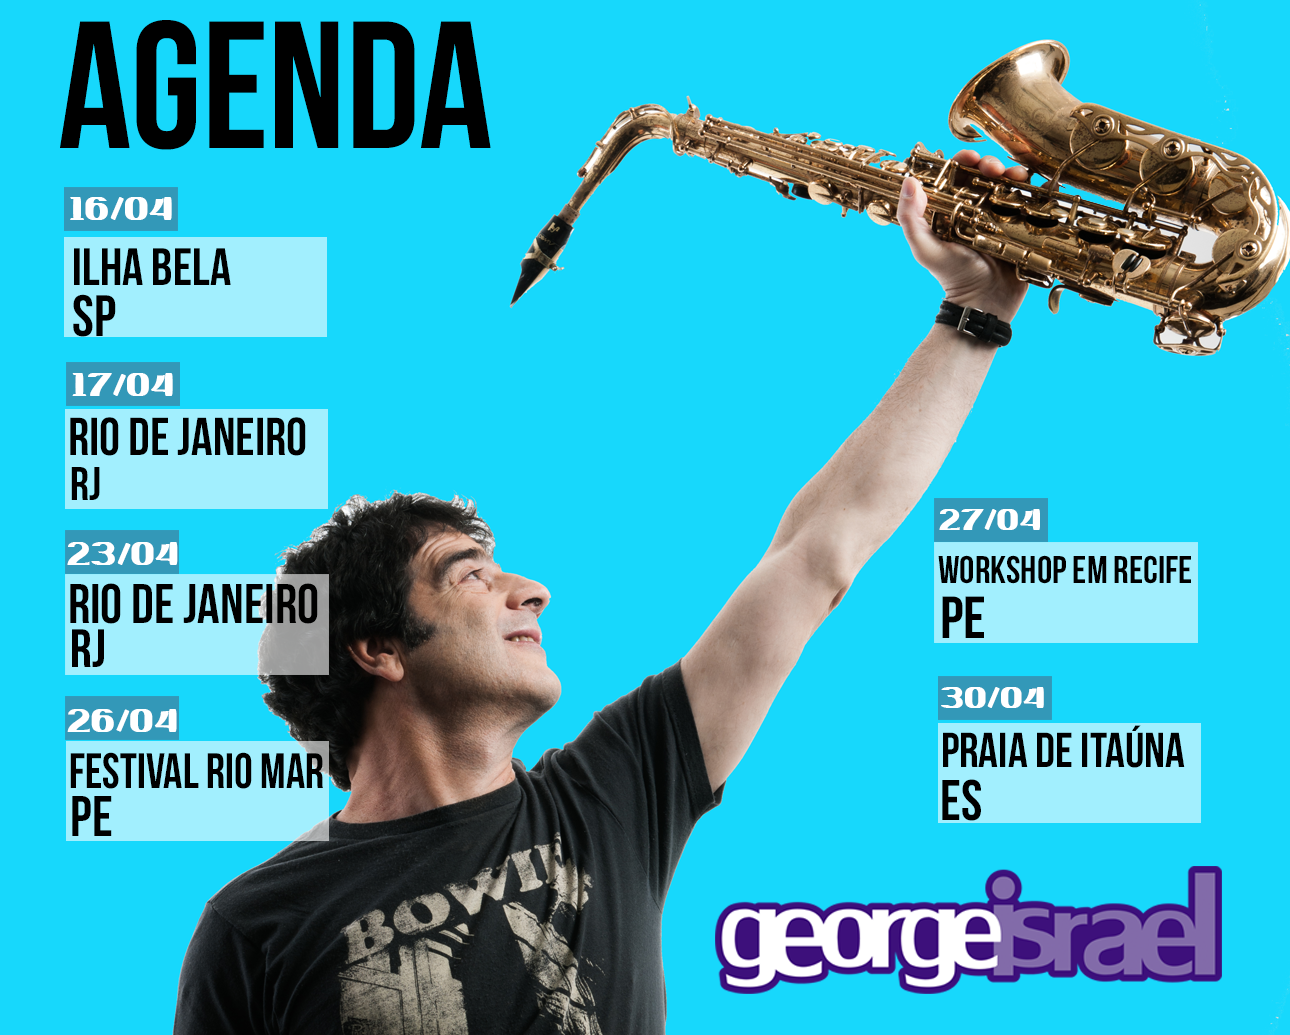 AGENDA
16/04
ILHA BELA
SP
17/04
RIO DE JANEIRO
RJ
23/04
RIO DE JANEIRO
RJ
26/04
FESTIVAL RIO MAR
PE
27/04
WORKSHOP EM RECIFE
PE
30/04
PRAIA DE ITAÚNA
ES
BOWIE
georgeisrael